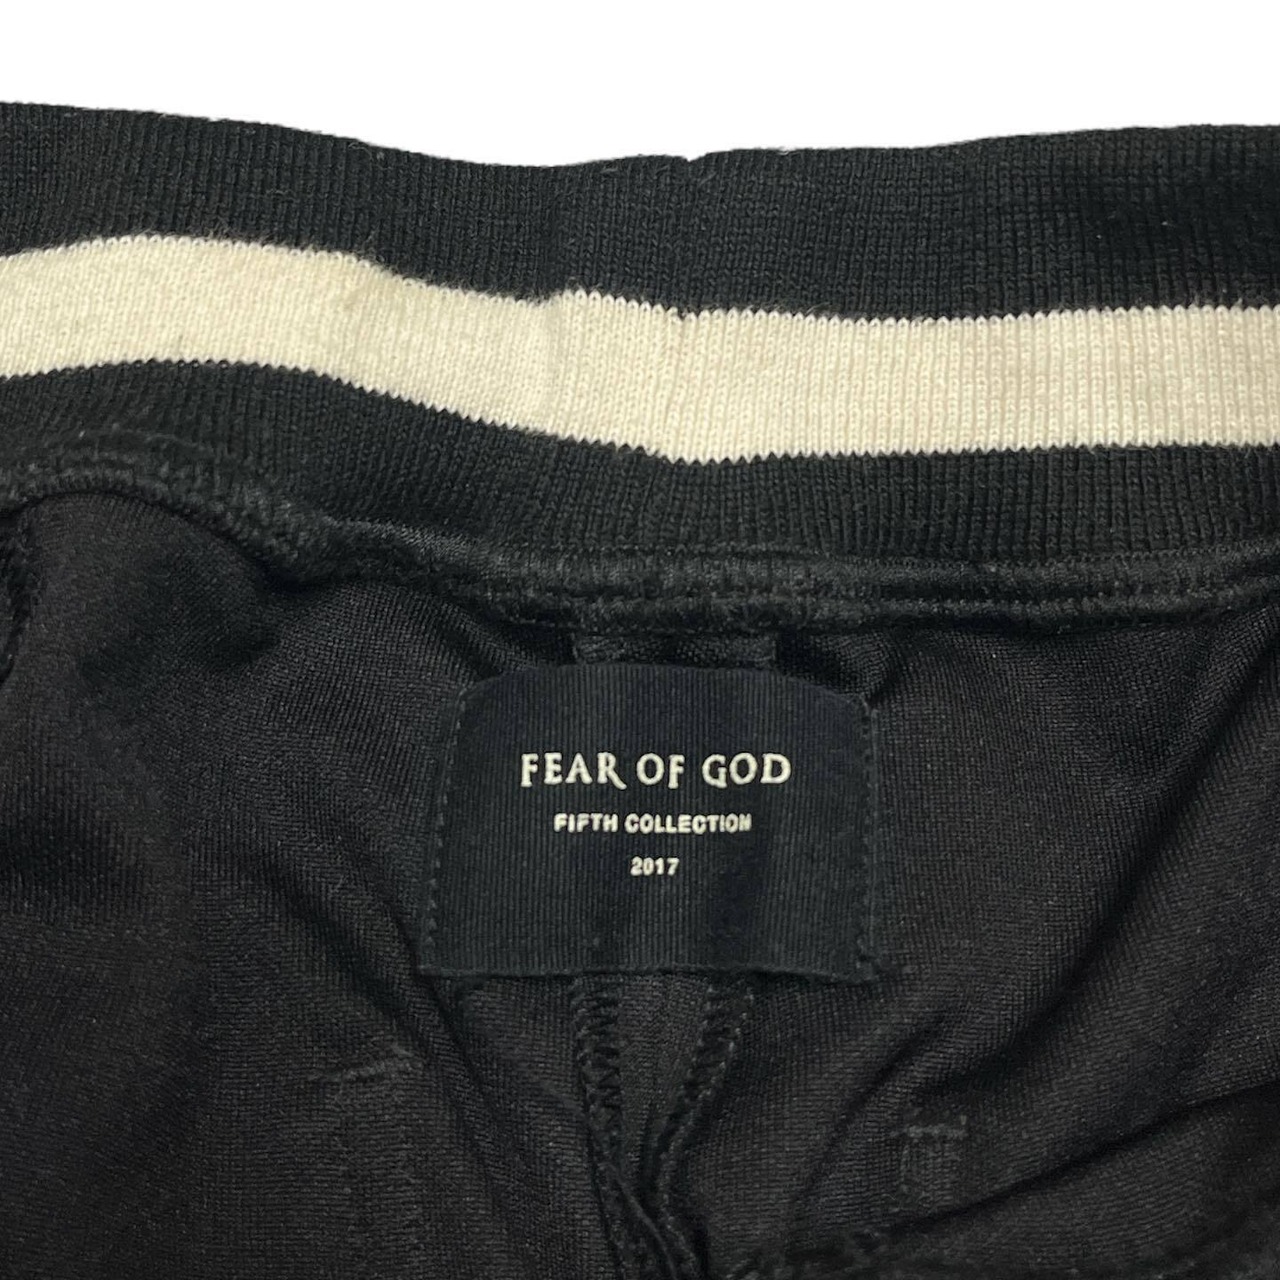 FEAR OF GOD
FIFTH COLLECTION
2017